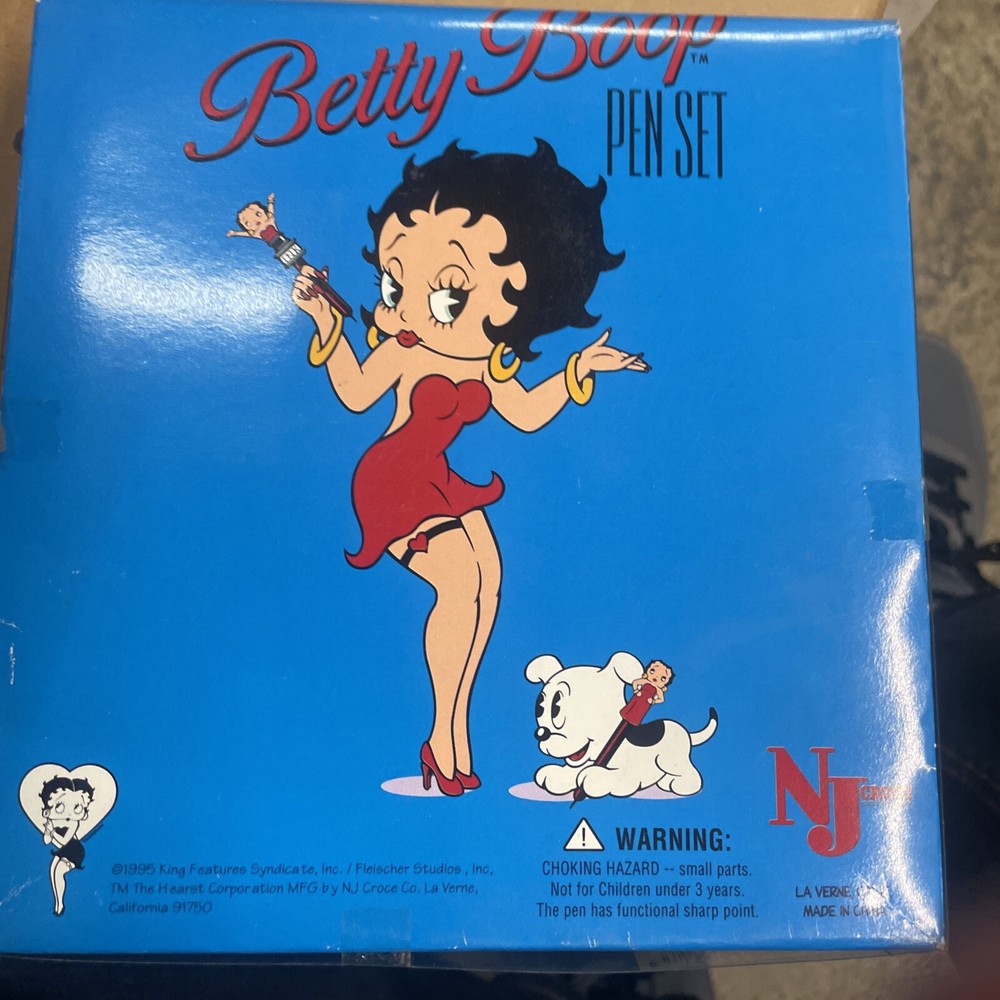 Betty Boop™
PEN SET
WARNING:
CHOKING HAZARD -- small parts.
Not for Children under 3 years.
The pen has functional sharp point.
©1995 King Features Syndicate, Inc. / Fleischer Studios, Inc,
TM The Hearst Corporation MFG by NJ Croce Co. La Verne,
California 91750
NJ
CROCE
LA VERNE,
MADE IN CHINA